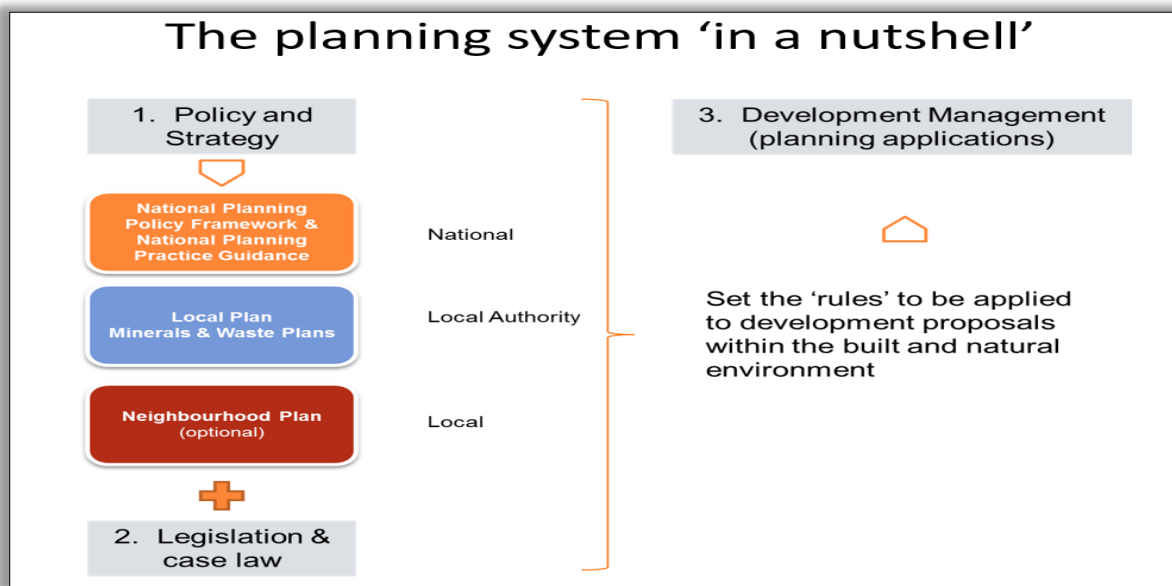 The planning system ‘in a nutshell’
1. Policy and
Strategy
National Planning
Policy Framework &
National Planning
Practice Guidance
National
Local Plan
Minerals & Waste Plans
Local Authority
Neighbourhood Plan
(optional)
Local
2. Legislation &
case law
3. Development Management
(planning applications)
Set the ‘rules’ to be applied
to development proposals
within the built and natural
environment